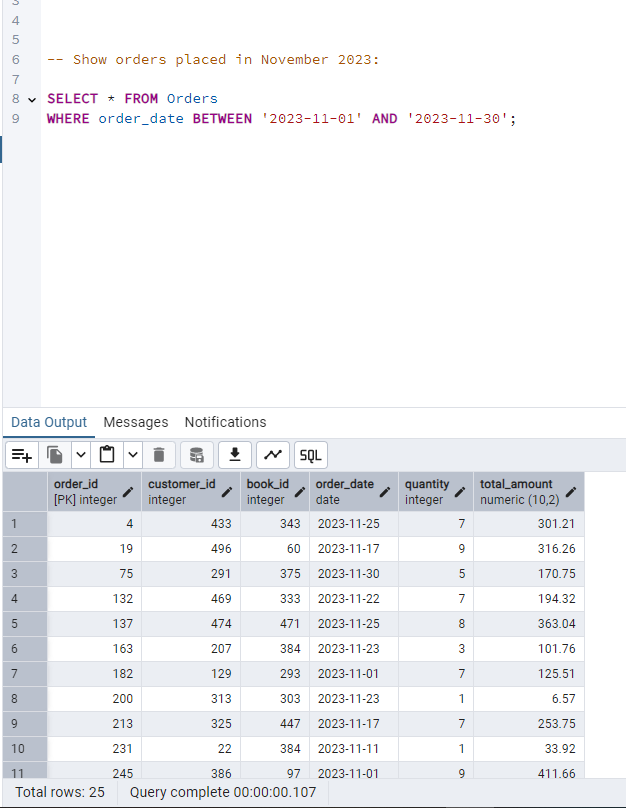 3
4
5
6 -- Show orders placed in November 2023:
7
8 SELECT * FROM Orders
9 WHERE order_date BETWEEN '2023-11-01' AND '2023-11-30';
Data Output Messages Notifications
SQL
order_id customer_id book_id order_date quantity total_amount
[PK] integer integer integer date integer numeric (10,2)
1 4 433 343 2023-11-25 7 301.21
2 19 496 60 2023-11-17 9 316.26
3 75 291 375 2023-11-30 5 170.75
4 132 469 333 2023-11-22 7 194.32
5 137 474 471 2023-11-25 8 363.04
6 163 207 384 2023-11-23 3 101.76
7 182 129 293 2023-11-01 7 125.51
8 200 313 303 2023-11-23 1 6.57
9 213 325 447 2023-11-17 7 253.75
10 231 22 384 2023-11-11 1 33.92
11 245 386 97 2023-11-01 9 411.66
Total rows: 25 Query complete 00:00:00.107